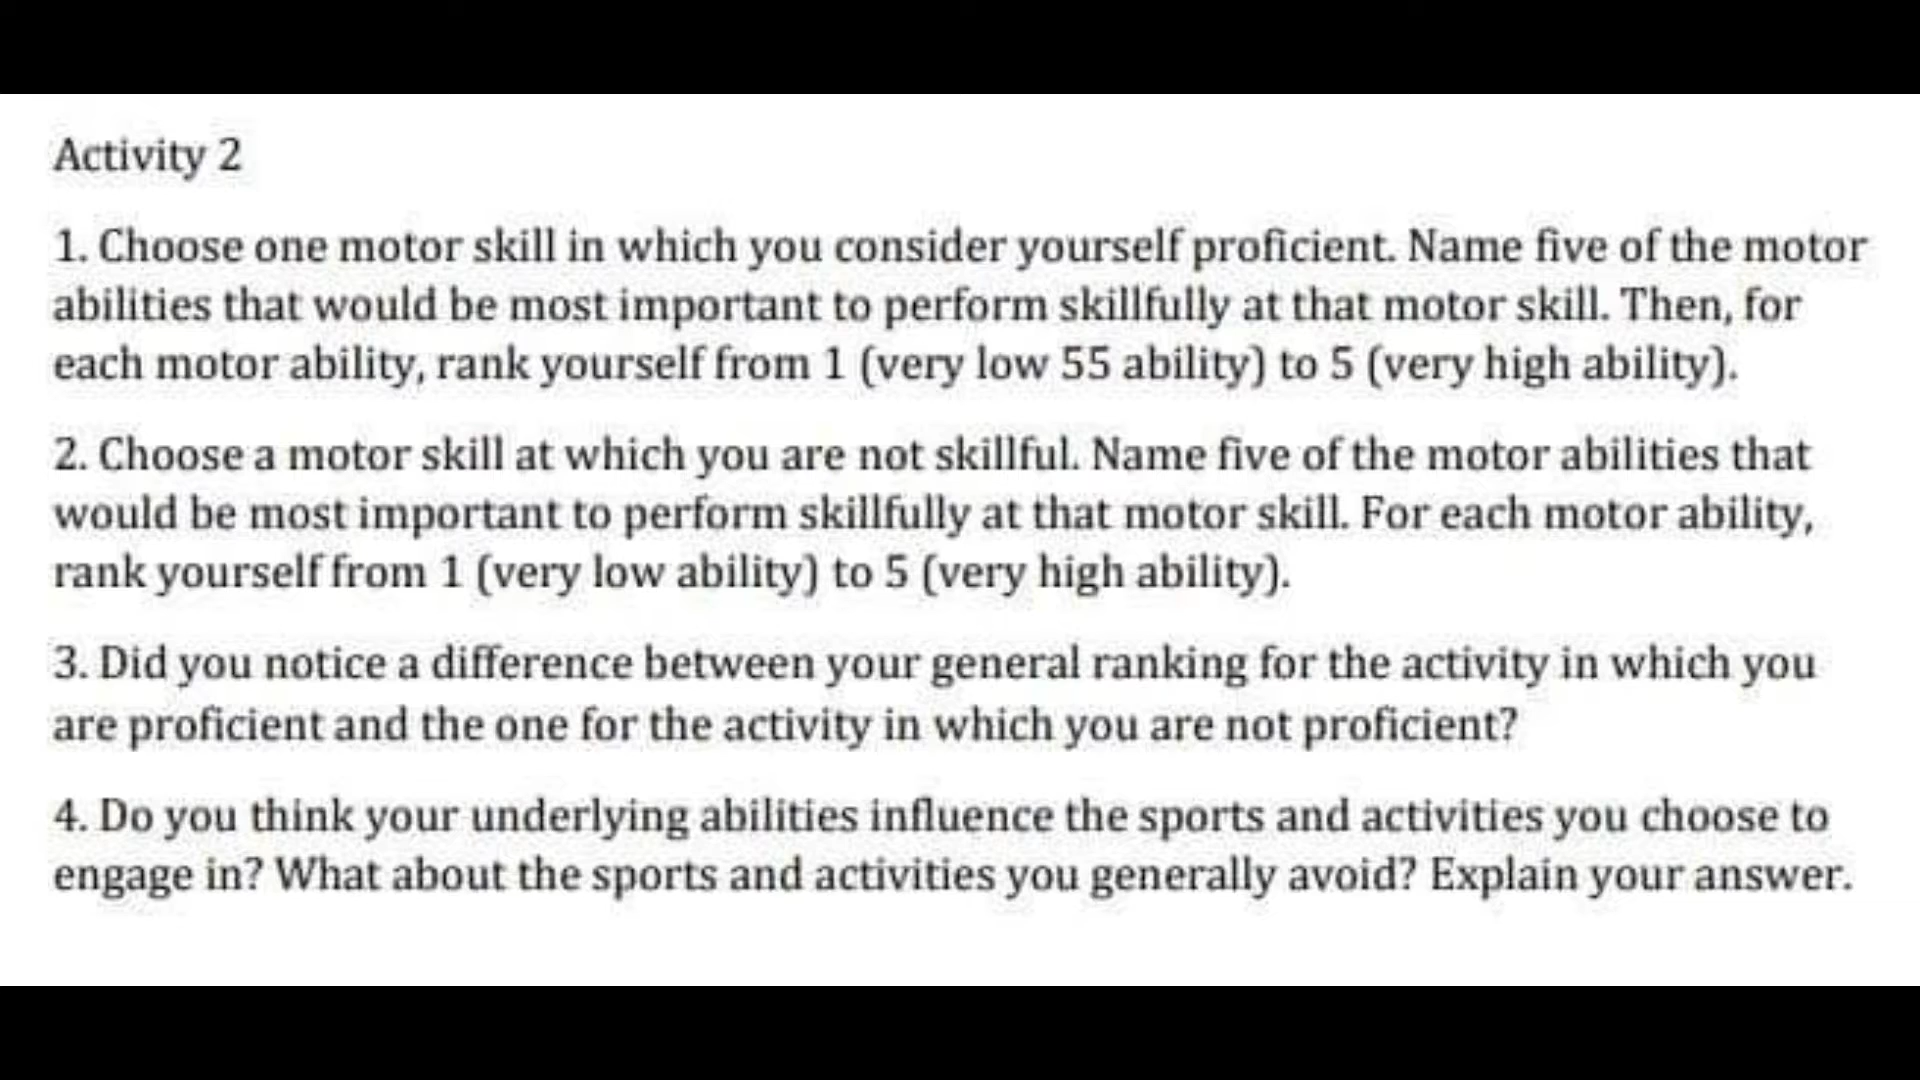 Activity 2
1. Choose one motor skill in which you consider yourself proficient. Name five of the motor
abilities that would be most important to perform skillfully at that motor skill. Then, for
each motor ability, rank yourself from 1 (very low 55 ability) to 5 (very high ability).
2. Choose a motor skill at which you are not skillful. Name five of the motor abilities that
would be most important to perform skillfully at that motor skill. For each motor ability,
rank yourself from 1 (very low ability) to 5 (very high ability).
3. Did you notice a difference between your general ranking for the activity in which you
are proficient and the one for the activity in which you are not proficient?
4. Do you think your underlying abilities influence the sports and activities you choose to
engage in? What about the sports and activities you generally avoid? Explain your answer.